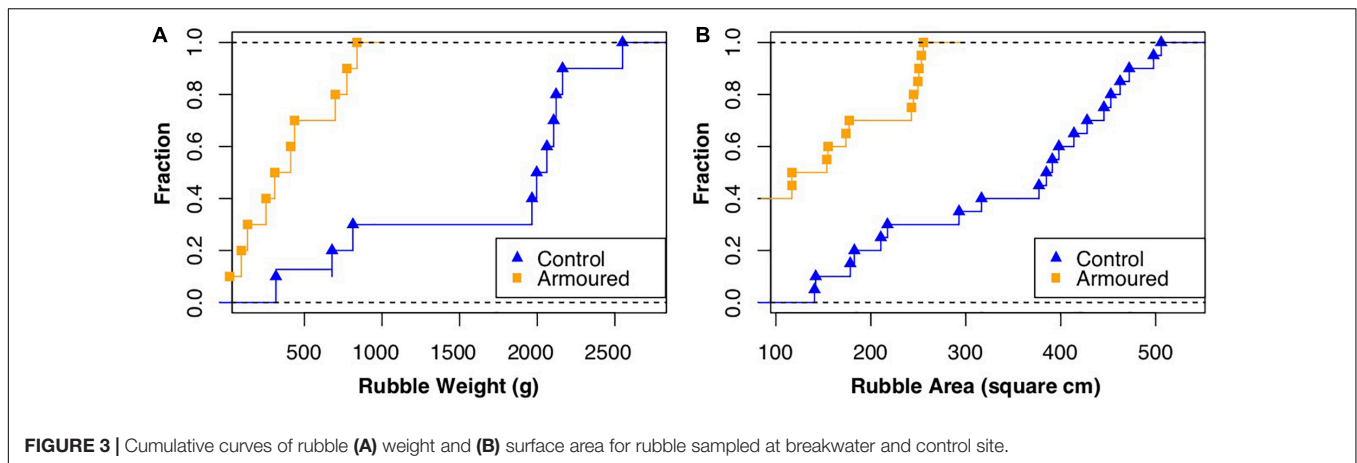 A
B
1.0
0.8
0.6
0.4
0.2
0.0
Fraction
Control
Armoured
500 1000 1500 2000 2500
Rubble Weight (g)
1.0
0.8
0.6
0.4
0.2
0.0
Fraction
Control
Armoured
100 200 300 400 500
Rubble Area (square cm)
FIGURE 3 | Cumulative curves of rubble (A) weight and (B) surface area for rubble sampled at breakwater and control site.